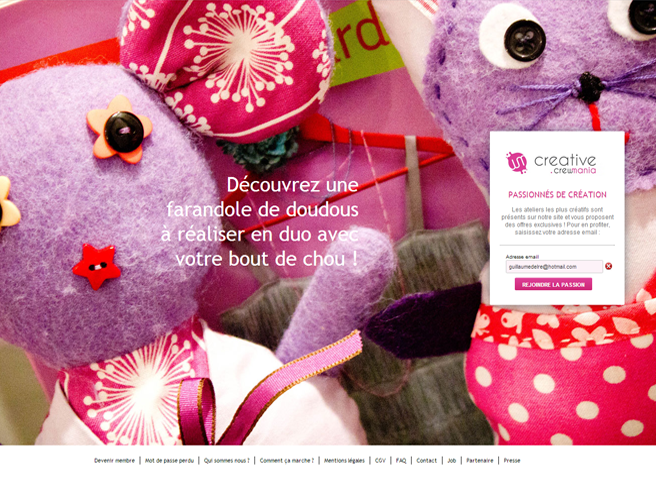 rd
Découvrez une
farandole de doudous
à réaliser en duo avec
votre bout de chou !
creative
.crewmania
PASSIONNÉS DE CRÉATION
Les ateliers les plus créatifs sont
présents sur notre site et vous proposent
des offres exclusives ! Pour en profiter,
saisissez votre adresse email :
Adresse email
guillaumedelre@hotmail.com
REJOINDRE LA PASSION
Devenir membre | Mot de passe perdu | Qui sommes nous ? | Comment ça marche ? | Mentions légales | CGV | FAQ | Contact | Job | Partenaire | Presse